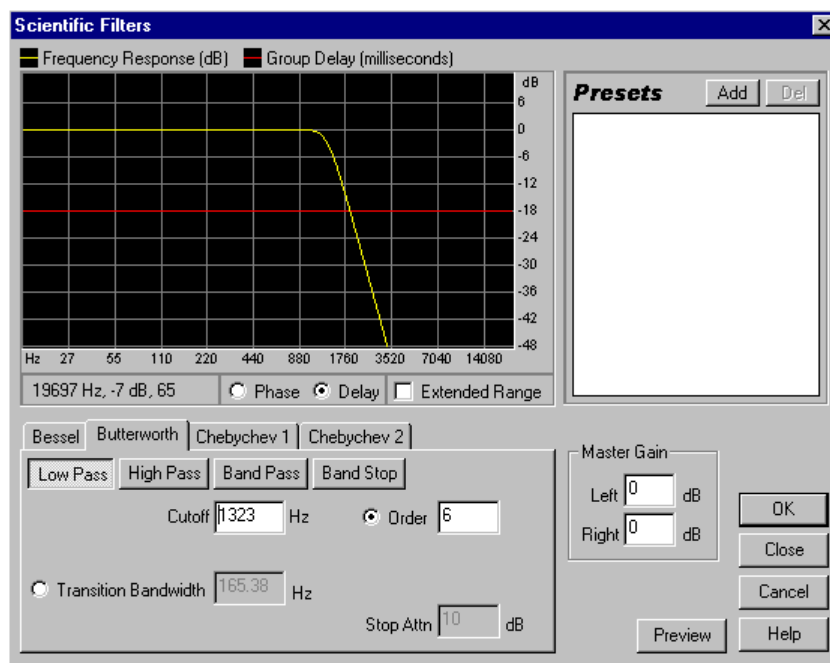 Scientific Filters
Frequency Response (dB) Group Delay (milliseconds)
dB
6
0
-6
-12
-18
-24
-30
-36
-42
-48
Hz 27 55 110 220 440 880 1760 3520 7040 14080
19697 Hz, -7 dB, 65 Phase Delay Extended Range
Presets Add Del
Bessel Butterworth Chebychev 1 Chebychev 2
Low Pass High Pass Band Pass Band Stop
Cutoff 1323 Hz Order 6
Transition Bandwidth 165.38 Hz
Stop Attn 10 dB
Master Gain
Left 0 dB
Right 0 dB
OK
Close
Cancel
Preview Help